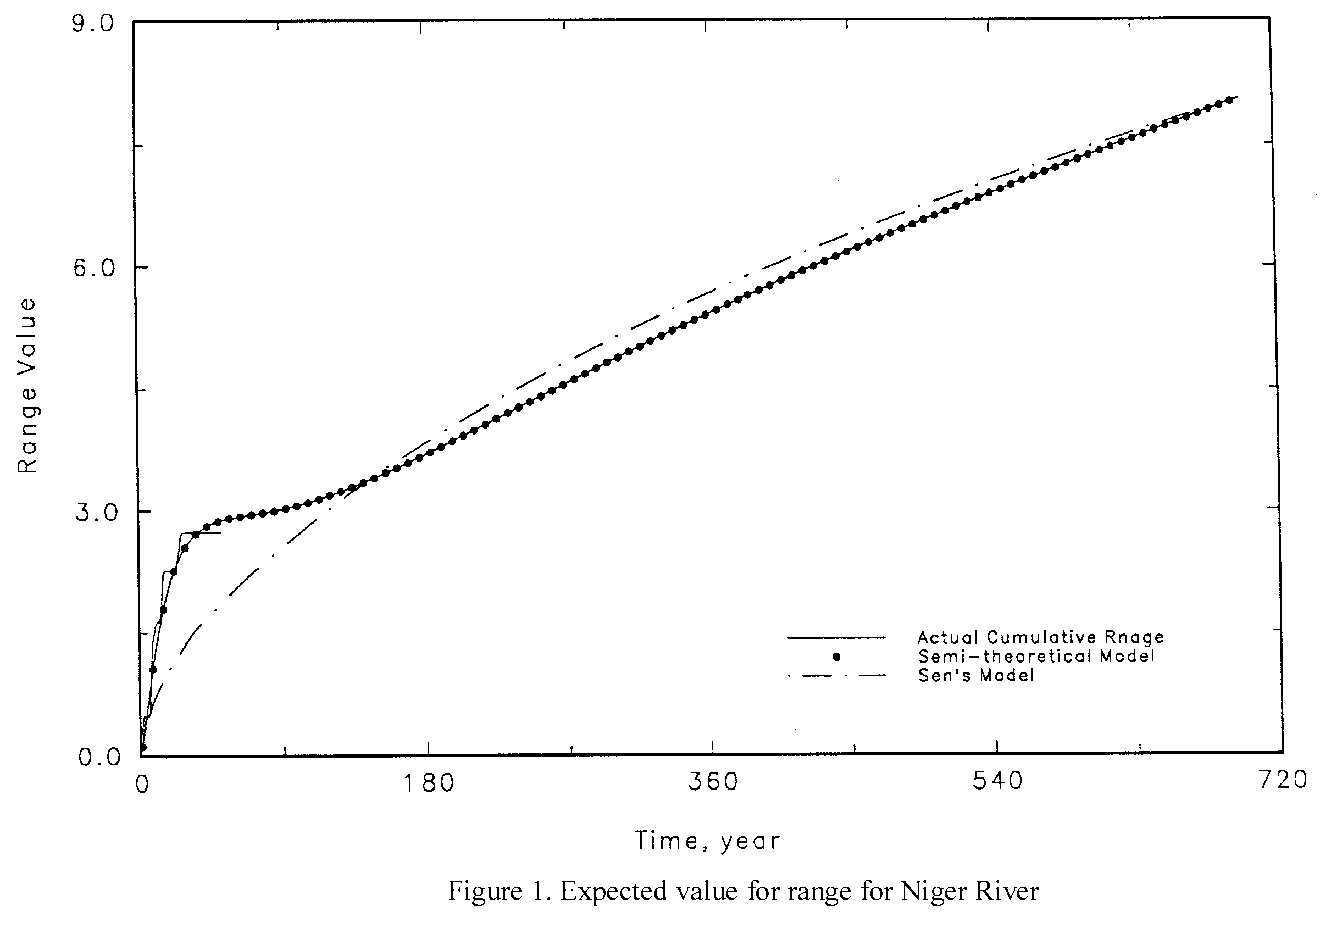 9.0
6.0
3.0
0.0
Range Value
Actual Cumulative Rnage
Semi-theoretical Model
Sen's Model
0 180 360 540 720
Time, year
Figure 1. Expected value for range for Niger River